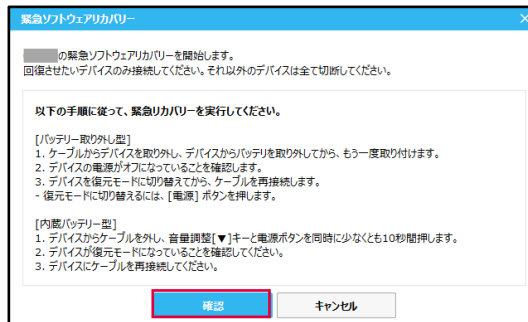 緊急ソフトウェアリカバリー
の緊急ソフトウェアリカバリーを開始します。
回復させたいデバイスのみ接続してください。それ以外のデバイスは全て切断してください。
以下の手順に従って、緊急リカバリーを実行してください。
[バッテリー取り外し型]
1. ケーブルからデバイスを取り外し、デバイスからバッテリを取り外してから、もう一度取り付けます。
2. デバイスの電源がオフになっていることを確認します。
3. デバイスを復元モードに切り替えてから、ケーブルを再接続します。
- 復元モードに切り替えるには、[電源] ボタンを押します。
[内蔵バッテリー型]
1. デバイスからケーブルを外し、音量調整[▼]キーと電源ボタンを同時に少なくとも10秒間押します。
2. デバイスが復元モードになっていることを確認してください。
3. デバイスにケーブルを再接続してください。
確認
キャンセル